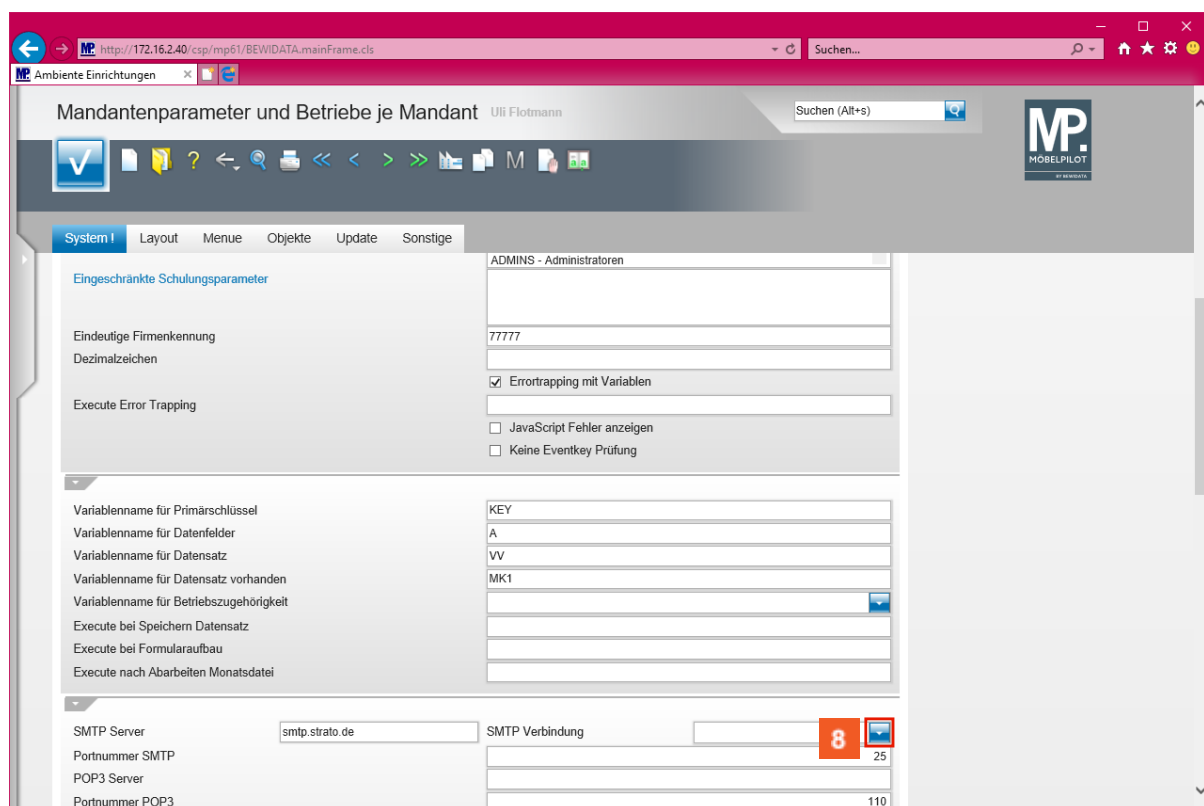 http://172.16.2.40/csp/mp61/BEWIDATA.mainFrame.cls
Suchen...
MP. Ambiente Einrichtungen
Mandantenparameter und Betriebe je Mandant Uli Flotmann
Suchen (Alt+s)
MP.
MÖBELPILOT
BY BEWIDATA
M
System I Layout Menue Objekte Update Sonstige
ADMINS - Administratoren
Eingeschränkte Schulungsparameter
Eindeutige Firmenkennung 77777
Dezimalzeichen
Errortrapping mit Variablen
Execute Error Trapping
JavaScript Fehler anzeigen
Keine Eventkey Prüfung
Variablenname für Primärschlüssel KEY
Variablenname für Datenfelder A
Variablenname für Datensatz VV
Variablenname für Datensatz vorhanden MK1
Variablenname für Betriebszugehörigkeit
Execute bei Speichern Datensatz
Execute bei Formularaufbau
Execute nach Abarbeiten Monatsdatei
SMTP Server smtp.strato.de SMTP Verbindung 8
Portnummer SMTP 25
POP3 Server
Portnummer POP3 110